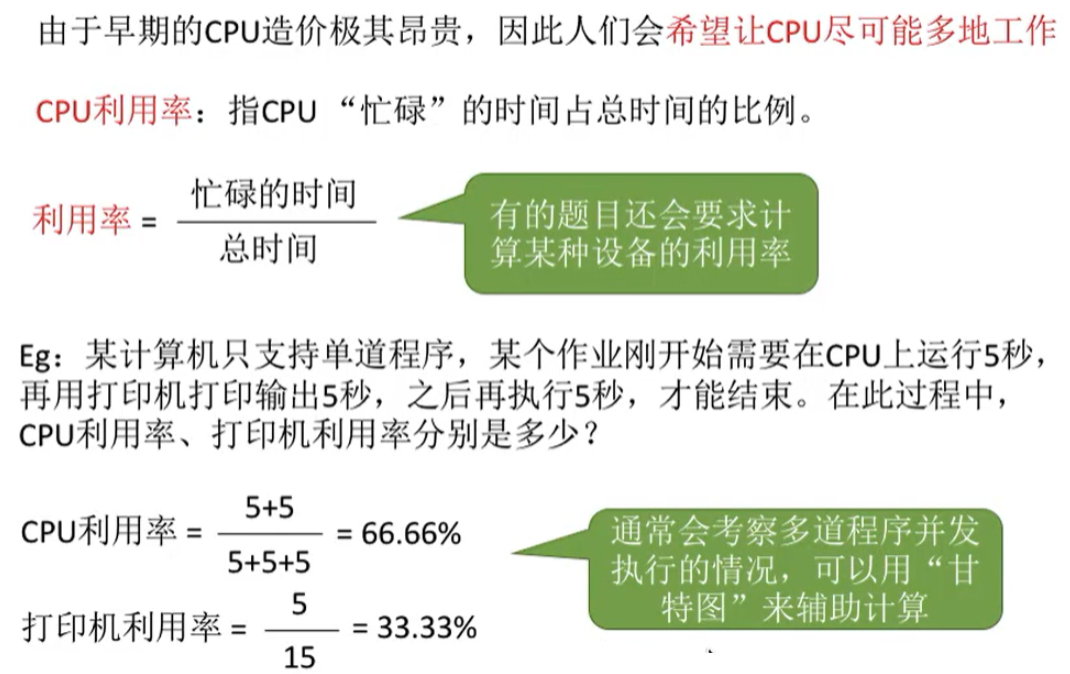 由于早期的CPU造价极其昂贵，因此人们会希望让CPU尽可能多地工作
CPU利用率：指CPU “忙碌”的时间占总时间的比例。
利用率 = 忙碌的时间
总时间
有的题目还会要求计
算某种设备的利用率
Eg：某计算机只支持单道程序，某个作业刚开始需要在CPU上运行5秒，
再用打印机打印输出5秒，之后再执行5秒，才能结束。在此过程中，
CPU利用率、打印机利用率分别是多少？
CPU利用率 = 5+5
5+5+5
= 66.66%
通常会考察多道程序并发
执行的情况，可以用“甘
特图”来辅助计算
打印机利用率 = 5
15
= 33.33%